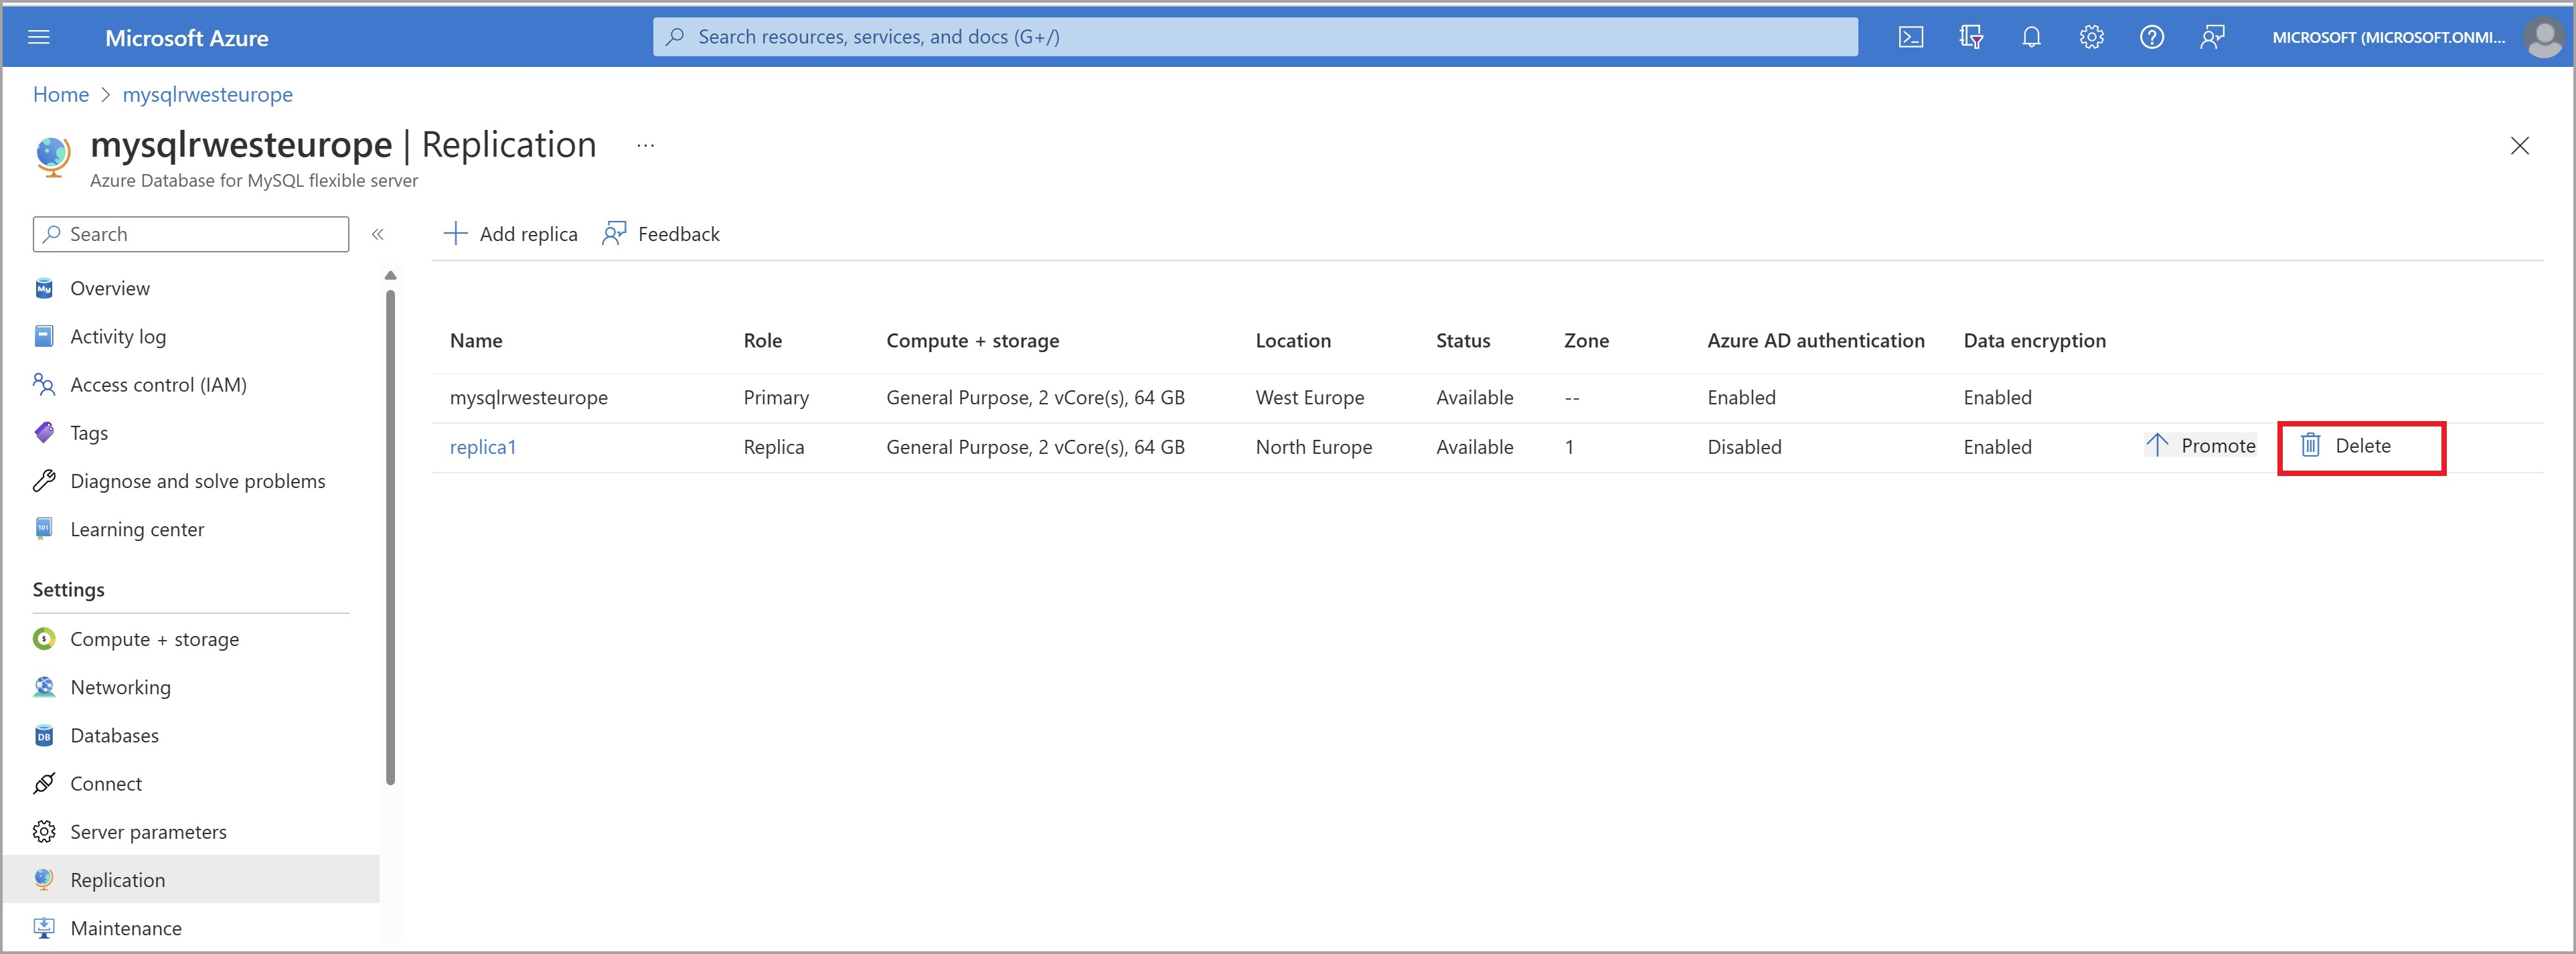 Microsoft Azure
Search resources, services, and docs (G+/)
MICROSOFT (MICROSOFT.ONMI...
Home > mysqlrwesteurope
mysqlrwesteurope | Replication ...
Azure Database for MySQL flexible server
Search «
Add replica Feedback
Overview
Activity log
Access control (IAM)
Tags
Diagnose and solve problems
Learning center
Settings
Compute + storage
Networking
Databases
Connect
Server parameters
Replication
Maintenance
Name Role Compute + storage Location Status Zone Azure AD authentication Data encryption
mysqlrwesteurope Primary General Purpose, 2 vCore(s), 64 GB West Europe Available -- Enabled Enabled
replica1 Replica General Purpose, 2 vCore(s), 64 GB North Europe Available 1 Disabled Enabled Promote Delete